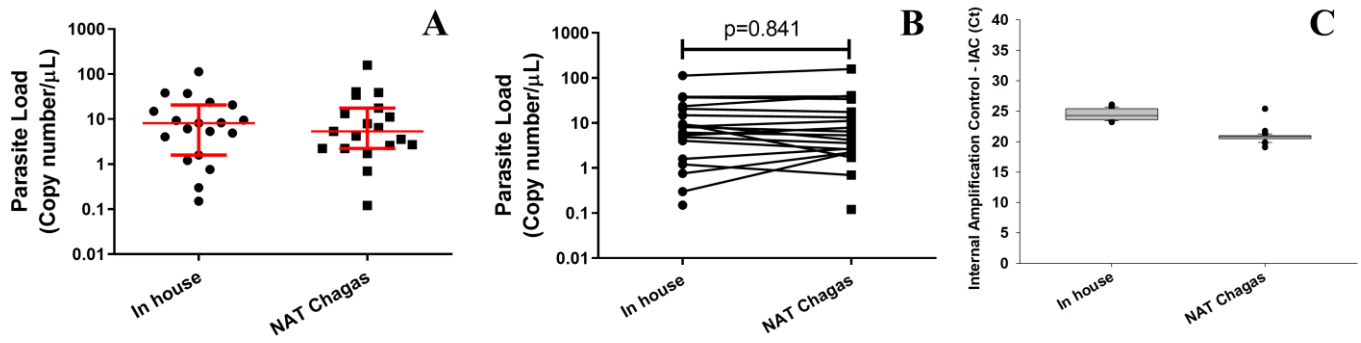 A
Parasite Load
(Copy number/μL)
1000
100
10
1
0.1
0.01
In house
NAT Chagas
B
p=0.841
Parasite Load
(Copy number/μL)
1000
100
10
1
0.1
0.01
In house
NAT Chagas
C
Internal Amplification Control - IAC (Ct)
40
35
30
25
20
15
10
5
0
In house
NAT Chagas